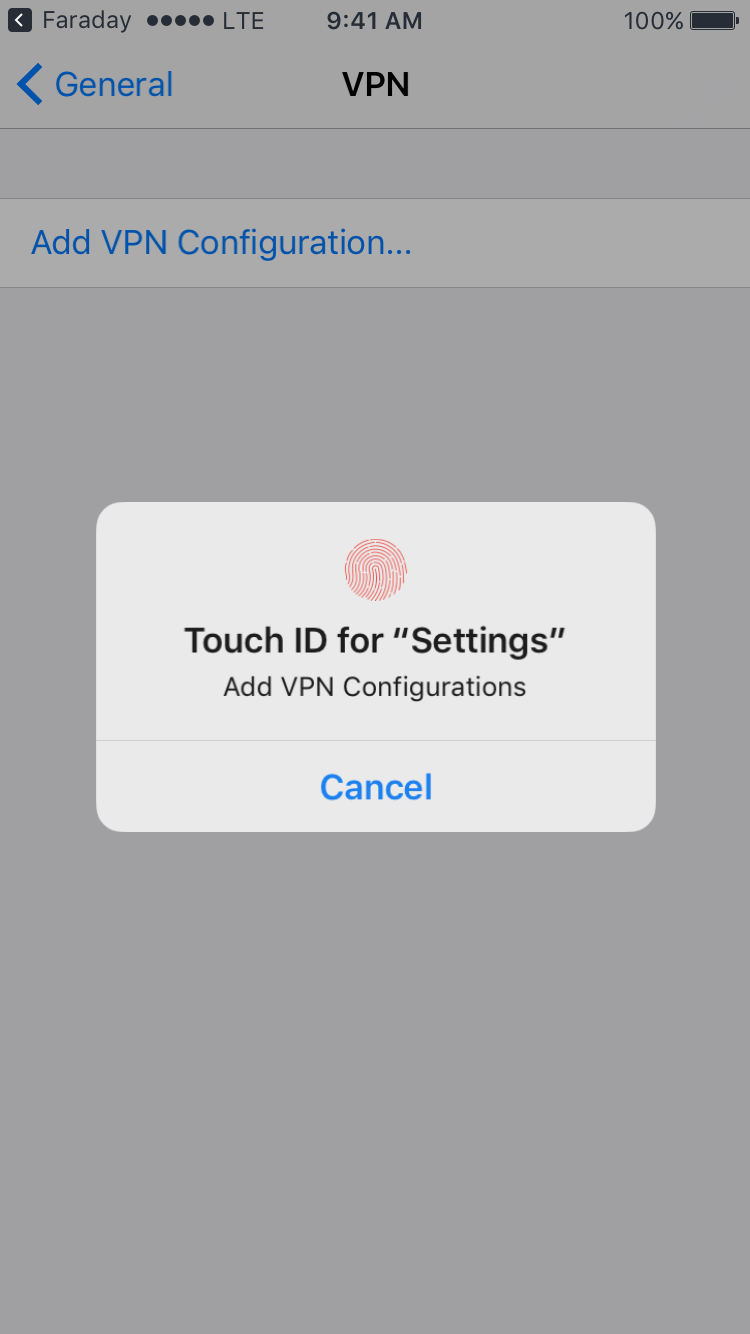 Faraday ●●●●● LTE 9:41 AM 100%
General VPN
Add VPN Configuration...
Touch ID for “Settings”
Add VPN Configurations
Cancel